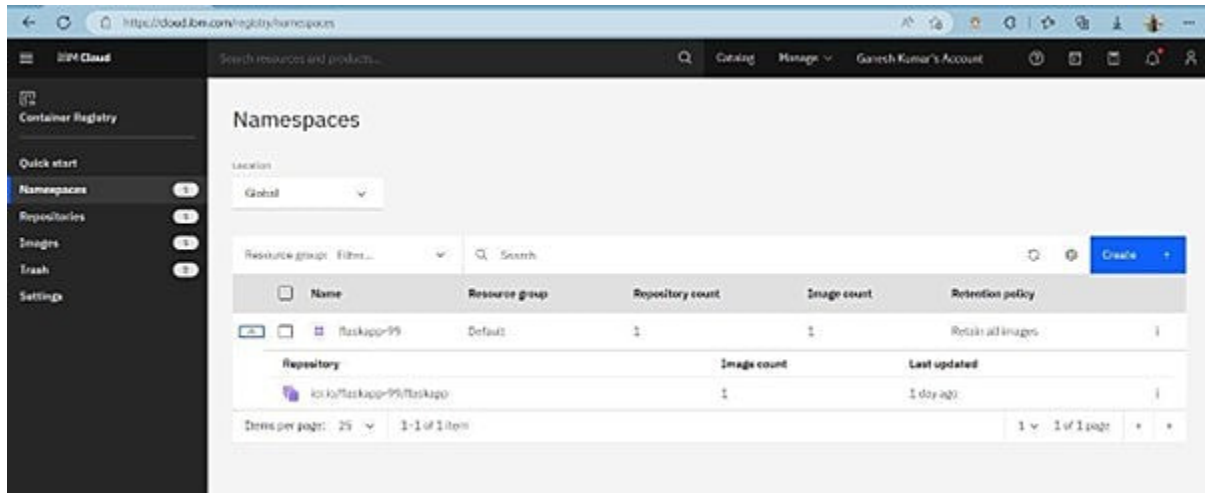 https://cloud.ibm.com/registry/namespaces
IBM Cloud
Search resources and products...
Catalog
Manage
Ganesh Kumar's Account
Container Registry
Quick start
Namespaces 1
Repositories 1
Images 1
Trash
Settings
Namespaces
Location
Global
Resource group: Filter...
Search
Create +
Name Resource group Repository count Image count Retention policy
flaskapp-99 Default 1 1 Retain all images
Repository Image count Last updated
icr.io/flaskapp-99/flaskapp 1 1 day ago
Items per page: 25 1-1 of 1 item 1 1 of 1 page